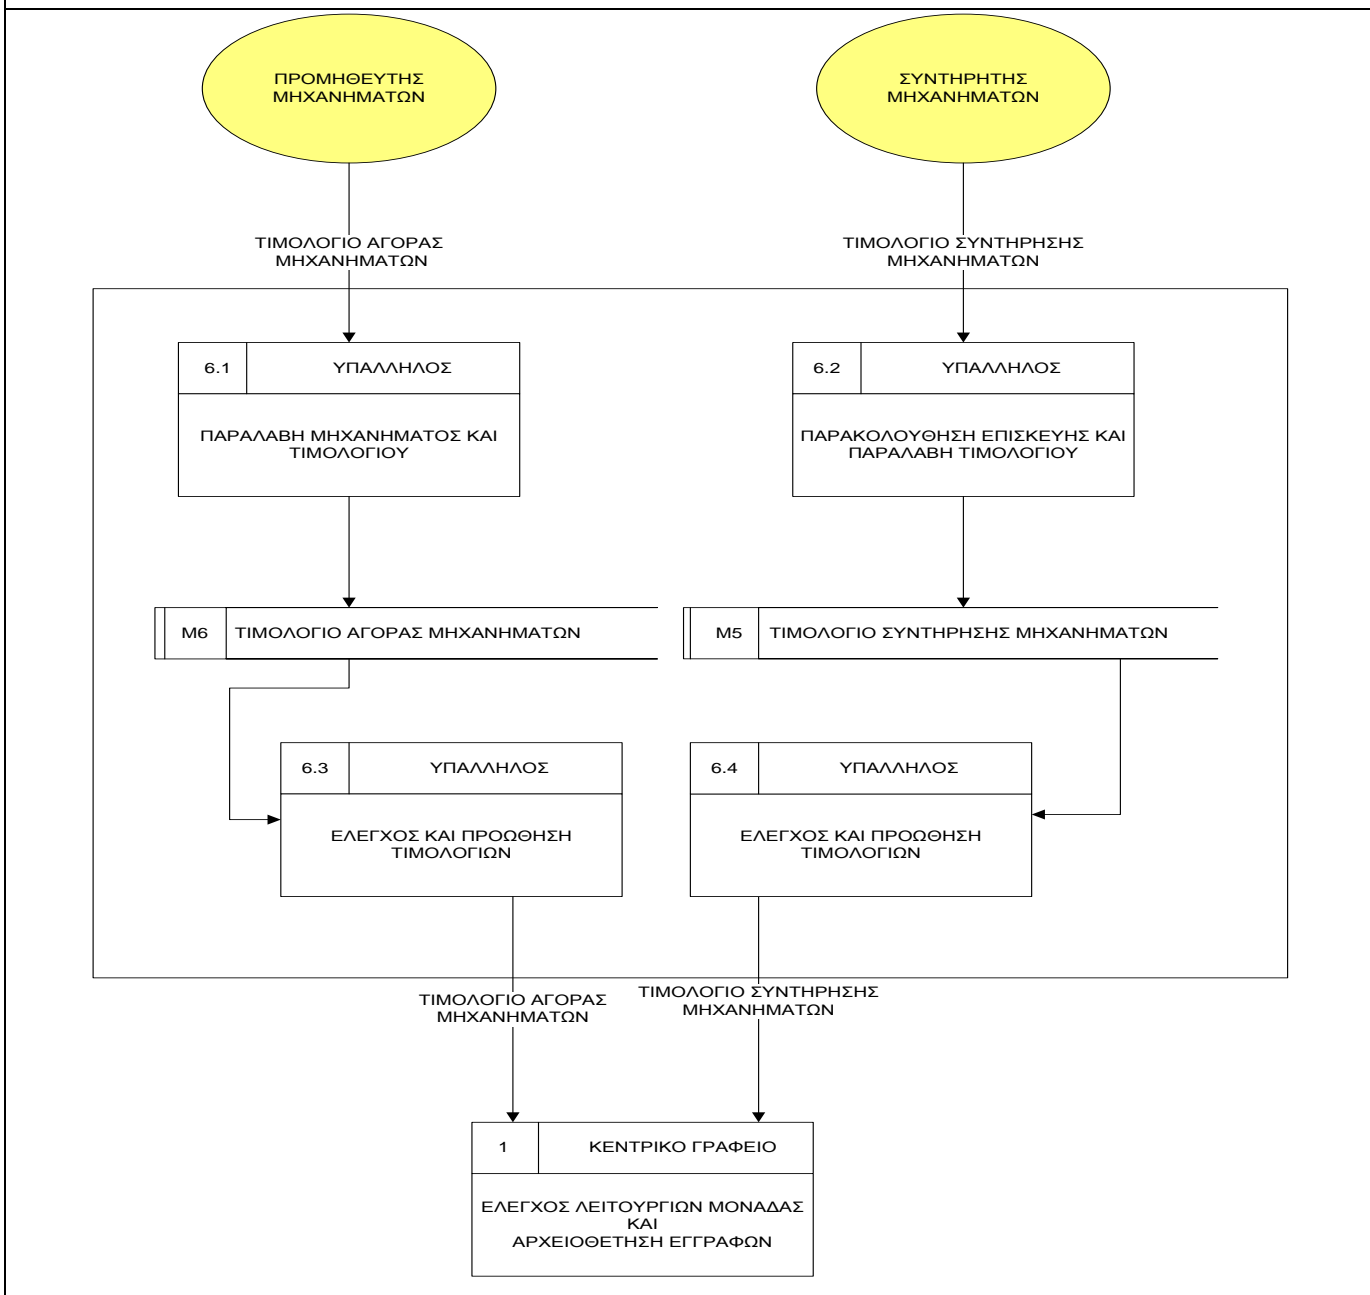 ΠΡΟΜΗΘΕΥΤΗΣ
ΜΗΧΑΝΗΜΑΤΩΝ
ΣΥΝΤΗΡΗΤΗΣ
ΜΗΧΑΝΗΜΑΤΩΝ
ΤΙΜΟΛΟΓΙΟ ΑΓΟΡΑΣ
ΜΗΧΑΝΗΜΑΤΩΝ
ΤΙΜΟΛΟΓΙΟ ΣΥΝΤΗΡΗΣΗΣ
ΜΗΧΑΝΗΜΑΤΩΝ
6.1 ΥΠΑΛΛΗΛΟΣ
ΠΑΡΑΛΑΒΗ ΜΗΧΑΝΗΜΑΤΟΣ ΚΑΙ
ΤΙΜΟΛΟΓΙΟΥ
6.2 ΥΠΑΛΛΗΛΟΣ
ΠΑΡΑΚΟΛΟΥΘΗΣΗ ΕΠΙΣΚΕΥΗΣ ΚΑΙ
ΠΑΡΑΛΑΒΗ ΤΙΜΟΛΟΓΙΟΥ
Μ6 ΤΙΜΟΛΟΓΙΟ ΑΓΟΡΑΣ ΜΗΧΑΝΗΜΑΤΩΝ
Μ5 ΤΙΜΟΛΟΓΙΟ ΣΥΝΤΗΡΗΣΗΣ ΜΗΧΑΝΗΜΑΤΩΝ
6.3 ΥΠΑΛΛΗΛΟΣ
ΕΛΕΓΧΟΣ ΚΑΙ ΠΡΟΩΘΗΣΗ
ΤΙΜΟΛΟΓΙΩΝ
6.4 ΥΠΑΛΛΗΛΟΣ
ΕΛΕΓΧΟΣ ΚΑΙ ΠΡΟΩΘΗΣΗ
ΤΙΜΟΛΟΓΙΩΝ
ΤΙΜΟΛΟΓΙΟ ΑΓΟΡΑΣ
ΜΗΧΑΝΗΜΑΤΩΝ
ΤΙΜΟΛΟΓΙΟ ΣΥΝΤΗΡΗΣΗΣ
ΜΗΧΑΝΗΜΑΤΩΝ
1 ΚΕΝΤΡΙΚΟ ΓΡΑΦΕΙΟ
ΕΛΕΓΧΟΣ ΛΕΙΤΟΥΡΓΙΩΝ ΜΟΝΑΔΑΣ
ΚΑΙ
ΑΡΧΕΙΟΘΕΤΗΣΗ ΕΓΓΡΑΦΩΝ